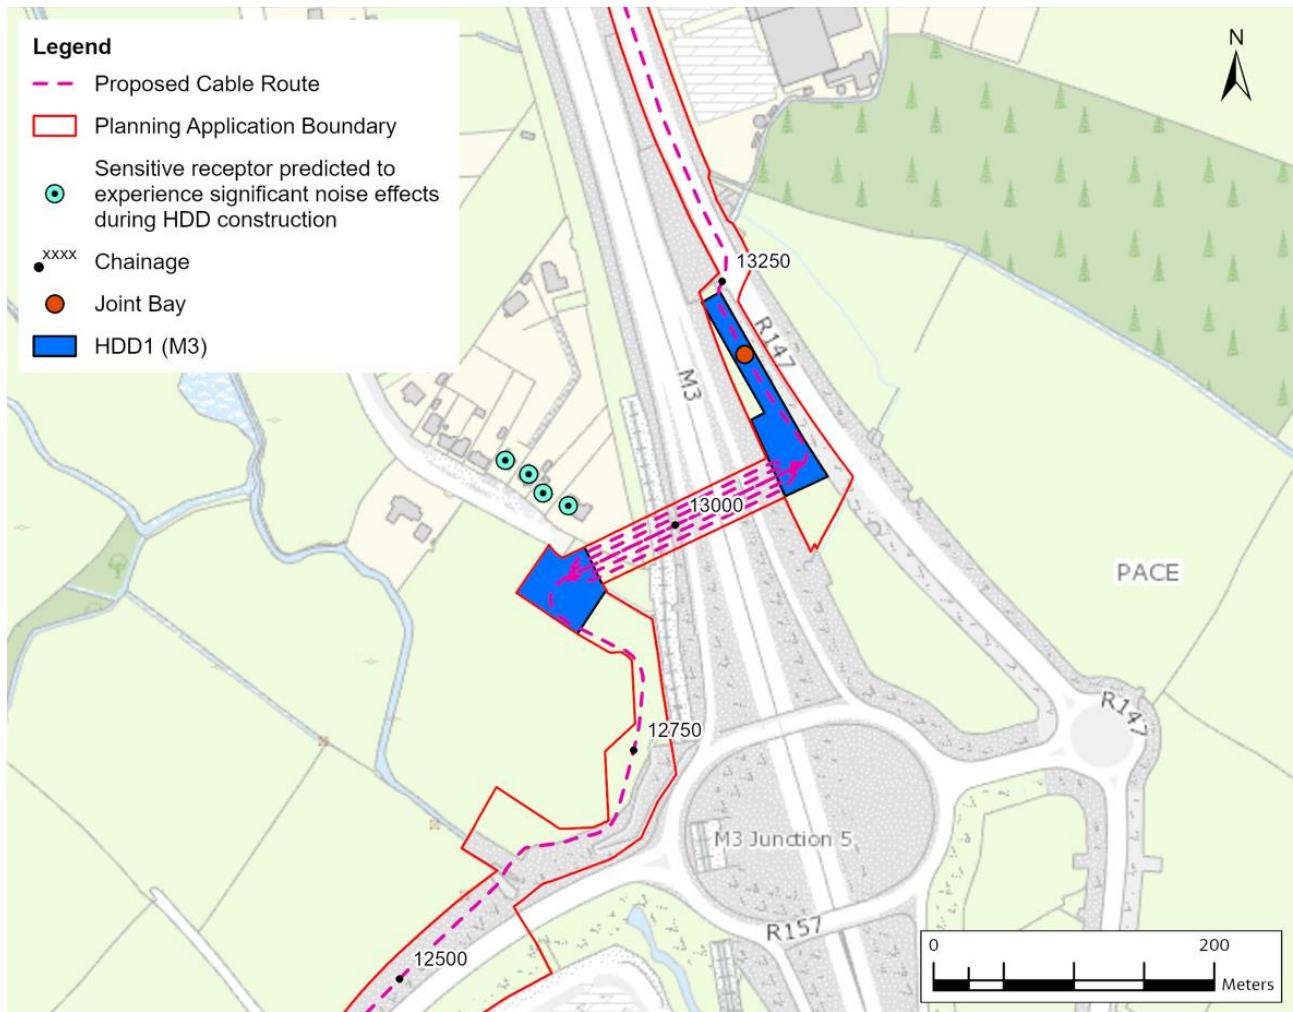 Legend
Proposed Cable Route
Planning Application Boundary
Sensitive receptor predicted to
experience significant noise effects
during HDD construction
xxxx
Chainage
Joint Bay
HDD1 (M3)
N
13250
R147
M3
13000
PACE
12750
R147
M3 Junction 5
R157
12500
0
200
Meters